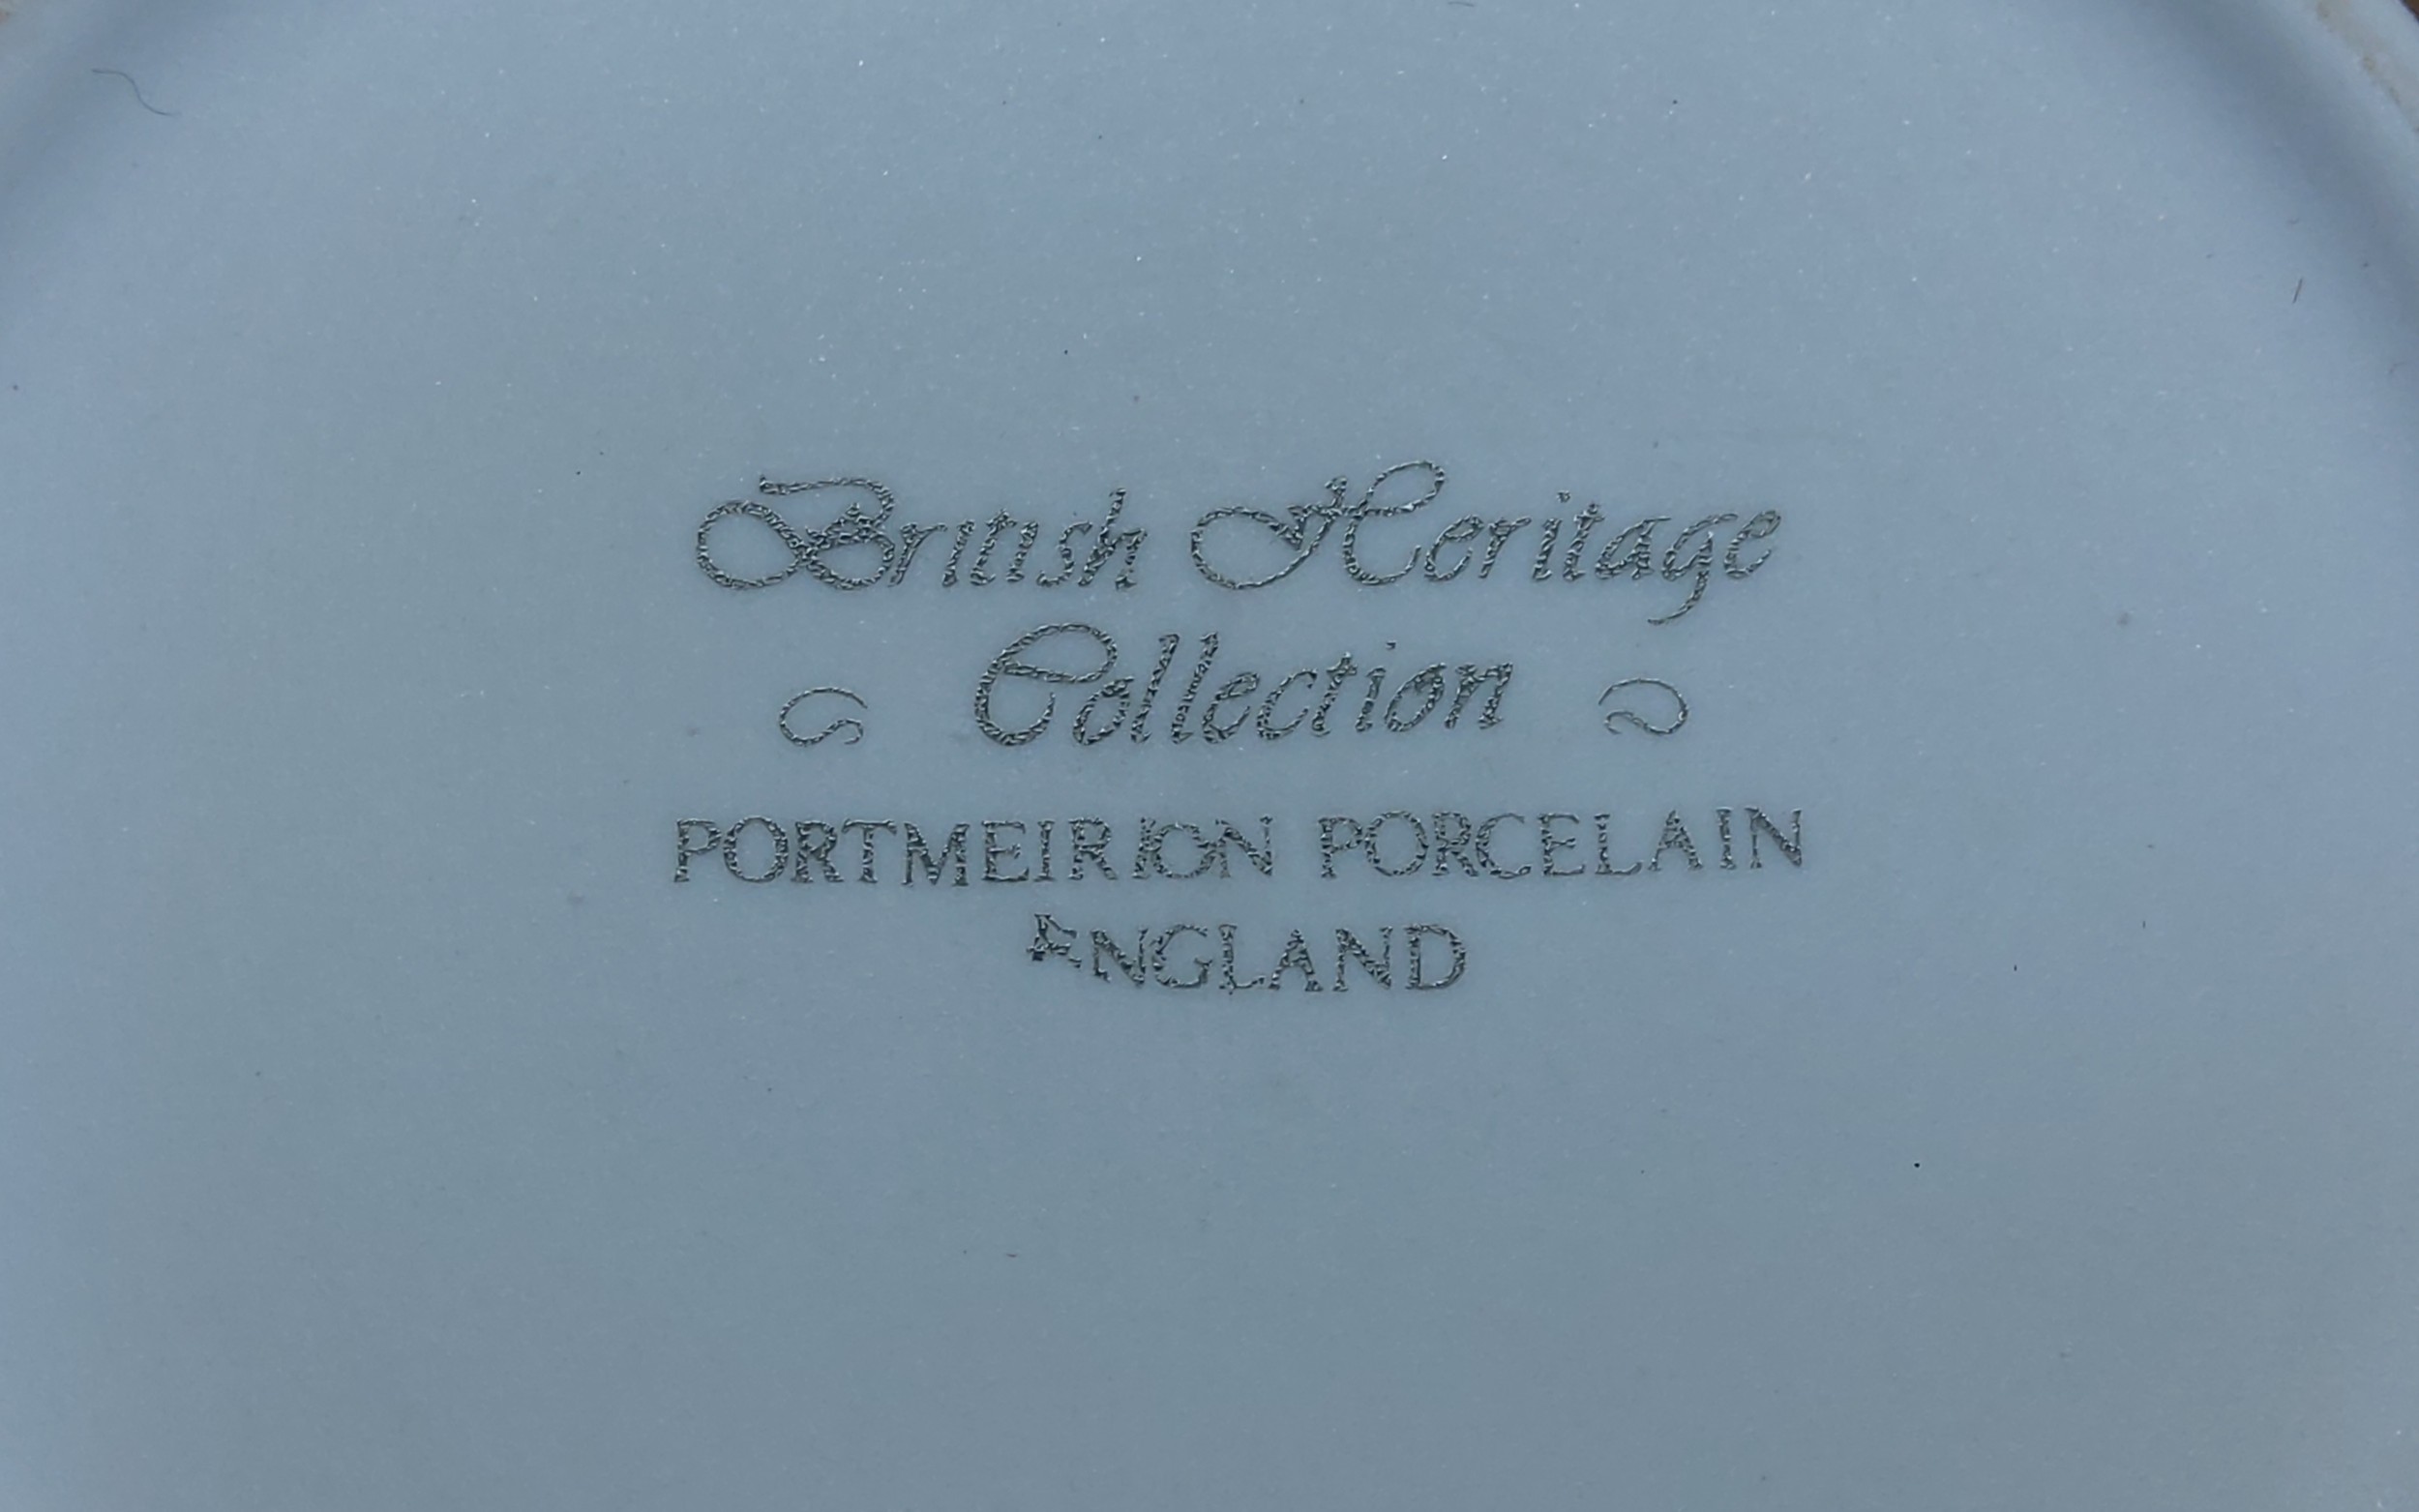 British Heritage
Collection
PORTMEIRION PORCELAIN
ENGLAND